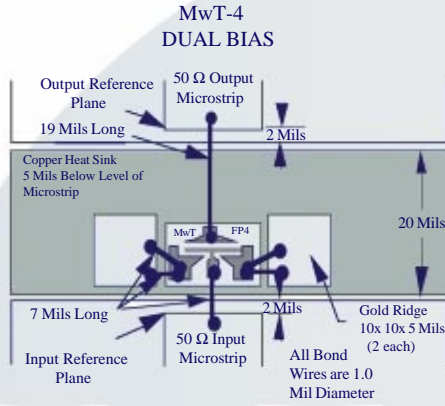 MwT-4
DUAL BIAS
Output Reference
Plane
50 Ω Output
Microstrip
19 Mils Long
2 Mils
Copper Heat Sink
5 Mils Below Level of
Microstrip
20 Mils
MwT
FP4
7 Mils Long
2 Mils
Gold Ridge
10x 10x 5 Mils
(2 each)
Input Reference
Plane
50 Ω Input
Microstrip
All Bond
Wires are 1.0
Mil Diameter